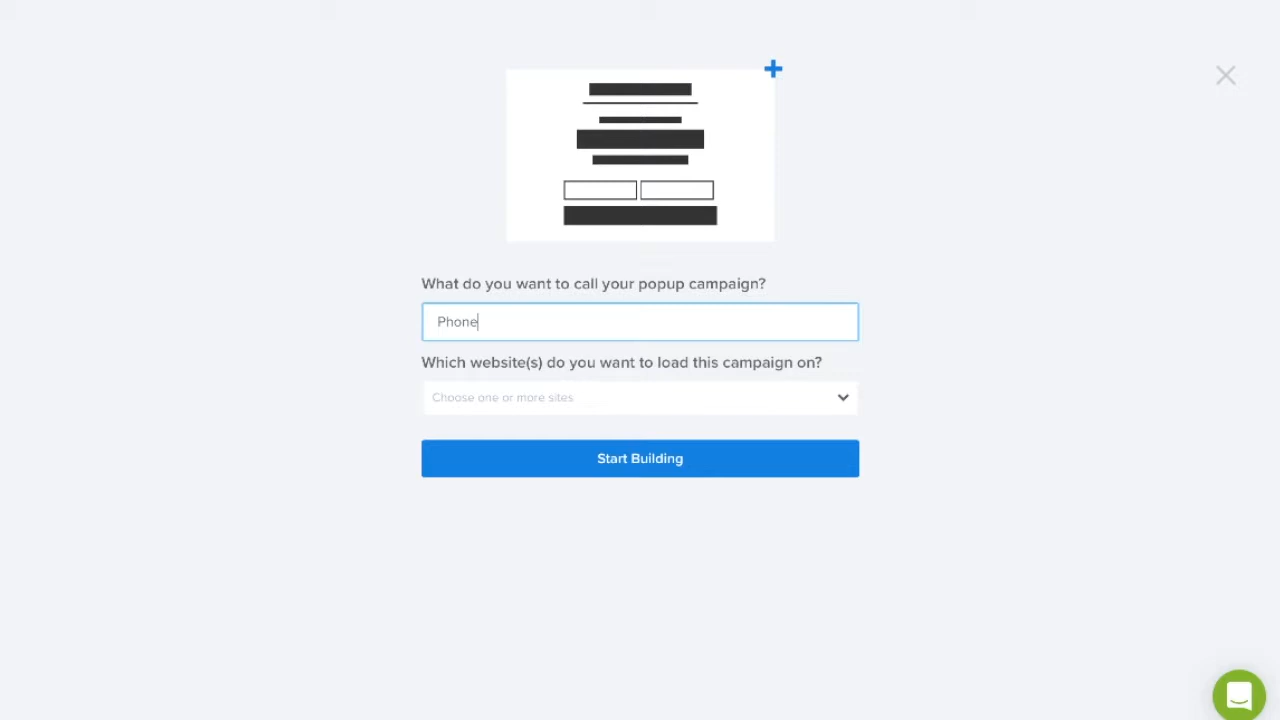 What do you want to call your popup campaign?
Phone
Which website(s) do you want to load this campaign on?
Choose one or more sites
Start Building